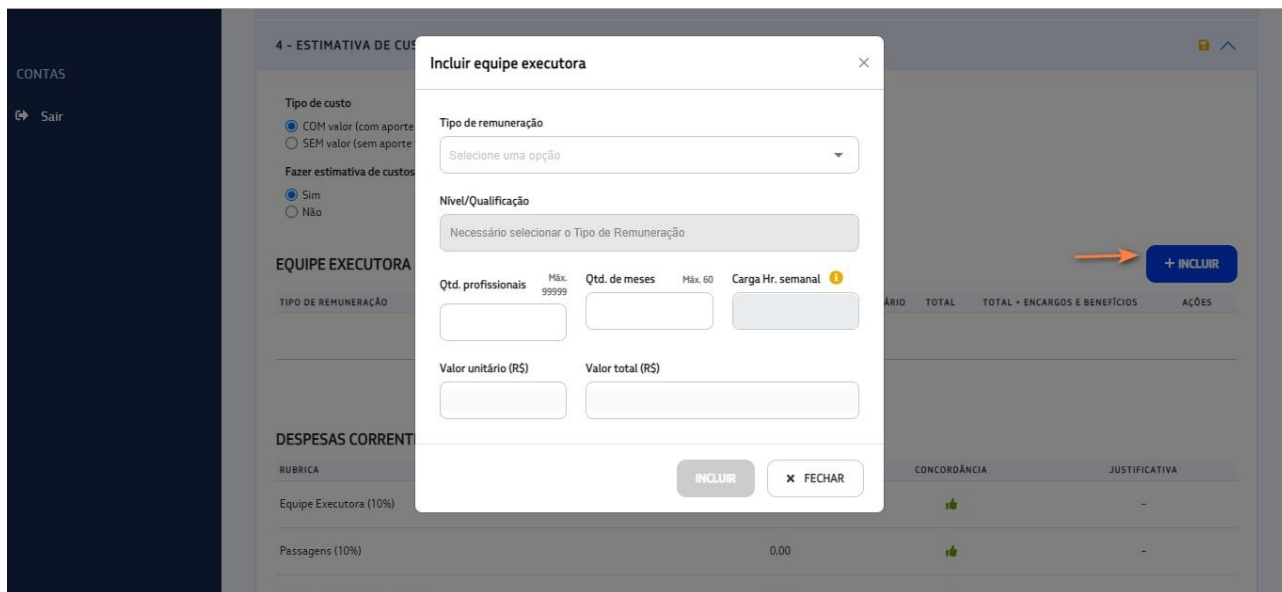 CONTAS
Sair
4 - ESTIMATIVA DE CUS
Tipo de custo
COM valor (com aporte
SEM valor (sem aporte
Fazer estimativa de custos
Sim
Não
EQUIPE EXECUTORA
+ INCLUIR
TIPO DE REMUNERAÇÃO
ÁRIO TOTAL TOTAL + ENCARGOS E BENEFÍCIOS AÇÕES
Incluir equipe executora
Tipo de remuneração
Selecione uma opção
Nível/Qualificação
Necessário selecionar o Tipo de Remuneração
Qtd. profissionais Máx. 99999 Qtd. de meses Máx. 60 Carga Hr. semanal
Valor unitário (R$) Valor total (R$)
INCLUIR × FECHAR
DESPESAS CORRENT
RUBRICA CONCORDÂNCIA JUSTIFICATIVA
Equipe Executora (10%) -
Passagens (10%) 0,00 -